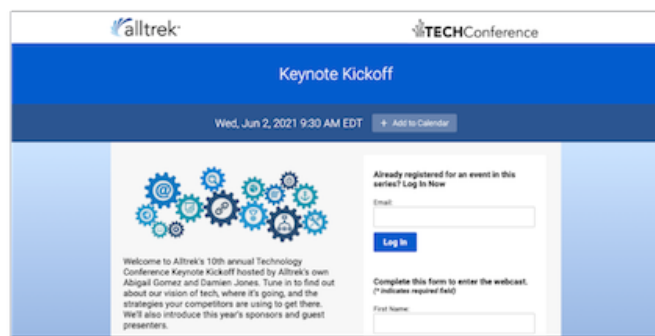 alltrek
TECHConference
Keynote Kickoff
Wed, Jun 2, 2021 9:30 AM EDT
+ Add to Calendar
Already registered for an event in this
series? Log In Now
Email:
Log In
Welcome to Alltrek's 10th annual Technology
Conference Keynote Kickoff hosted by Alltrek's own
Abigail Gomez and Damien Jones. Tune in to find out
about our vision of tech, where it's going, and the
strategies your competitors are using to get there.
We'll also introduce this year's sponsors and guest
presenters.
Complete this form to enter the webcast.
(* indicates required field)
First Name: